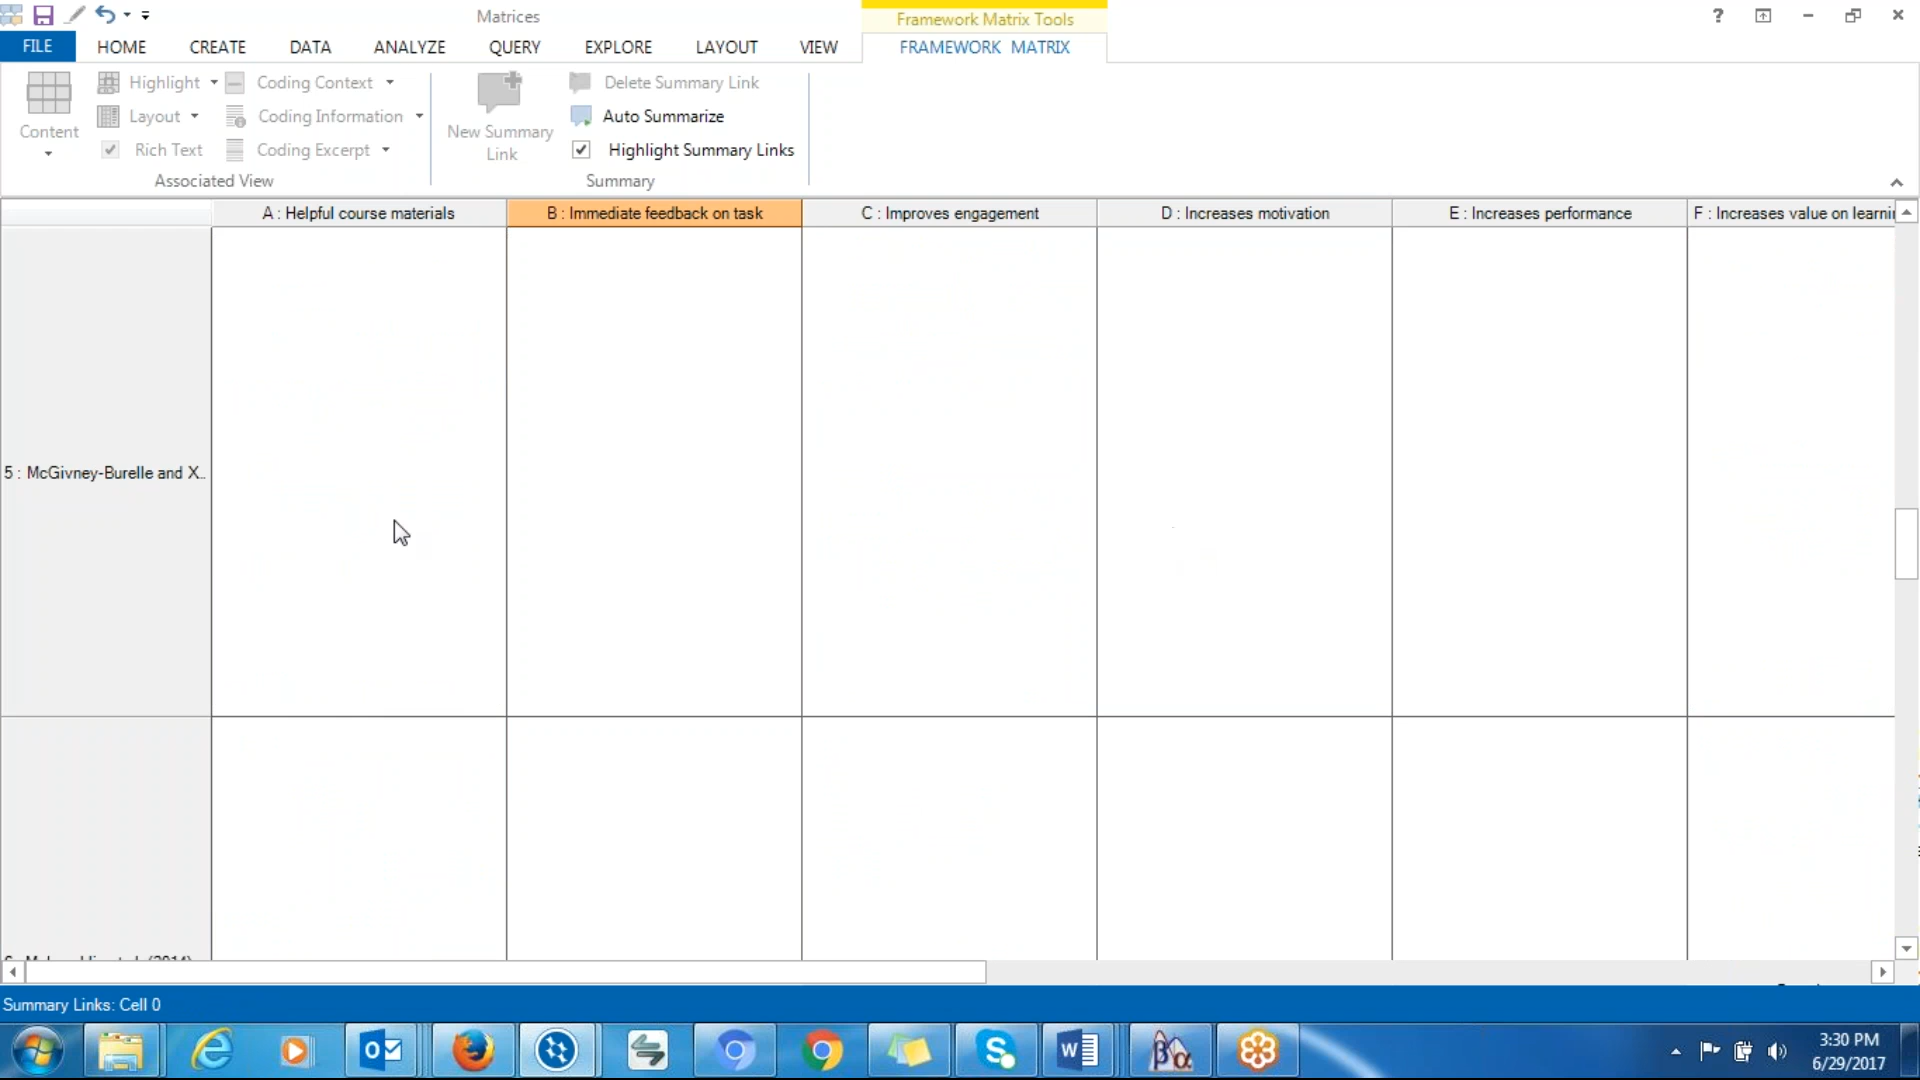 Matrices
Framework Matrix Tools
?
FILE
HOME
CREATE
DATA
ANALYZE
QUERY
EXPLORE
LAYOUT
VIEW
FRAMEWORK MATRIX
Content
Highlight
Layout
Rich Text
Coding Context
Coding Information
Coding Excerpt
Associated View
New Summary
Link
Delete Summary Link
Auto Summarize
Highlight Summary Links
Summary
A : Helpful course materials
B : Immediate feedback on task
C : Improves engagement
D : Increases motivation
E : Increases performance
F : Increases value on learni
5 : McGivney-Burelle and X..
Summary Links: Cell 0
3:30 PM
6/29/2017